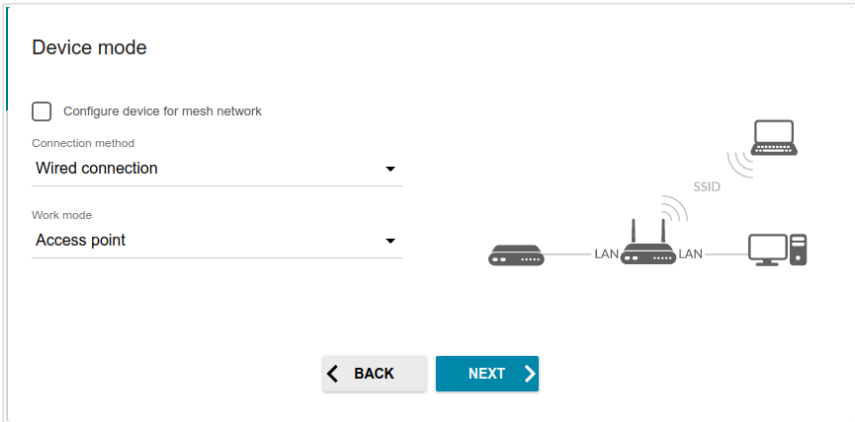 Device mode
Configure device for mesh network
Connection method
Wired connection
Work mode
Access point
SSID
LAN
LAN
BACK
NEXT